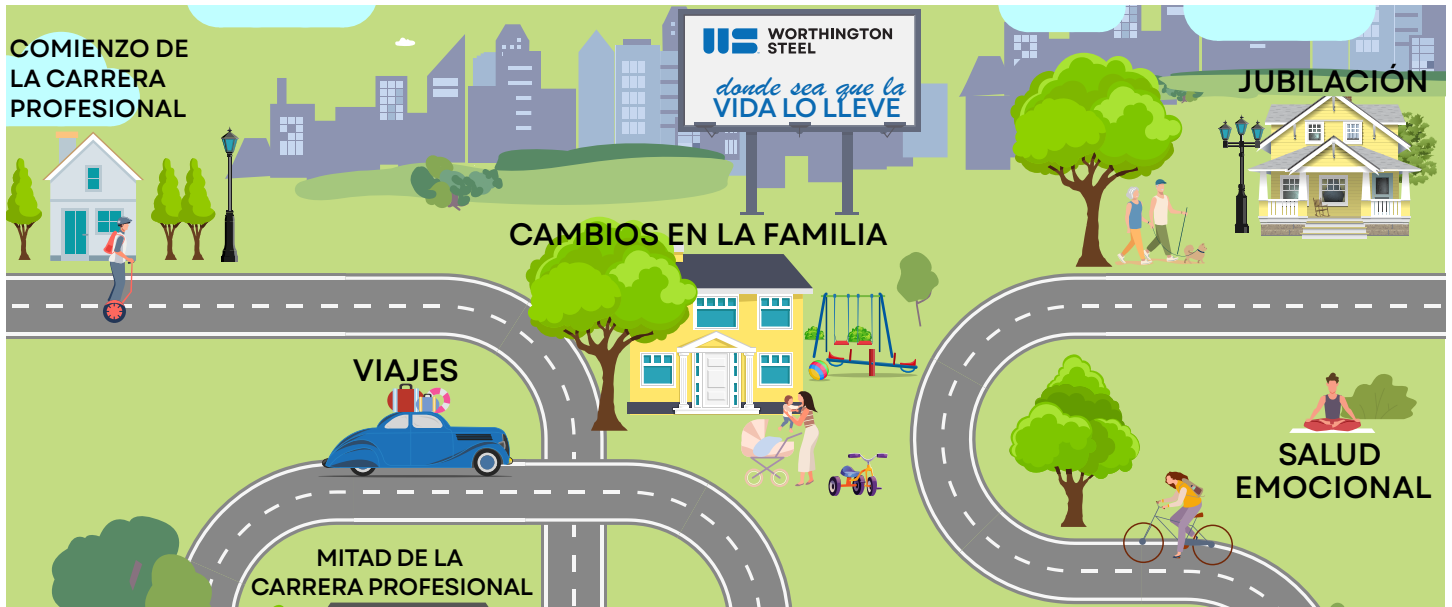 COMIENZO DE
LA CARRERA
PROFESIONAL
WORTHINGTON
STEEL
donde sea que la
VIDA LO LLEVE
JUBILACIÓN
CAMBIOS EN LA FAMILIA
VIAJES
SALUD
EMOCIONAL
MITAD DE LA
CARRERA PROFESIONAL